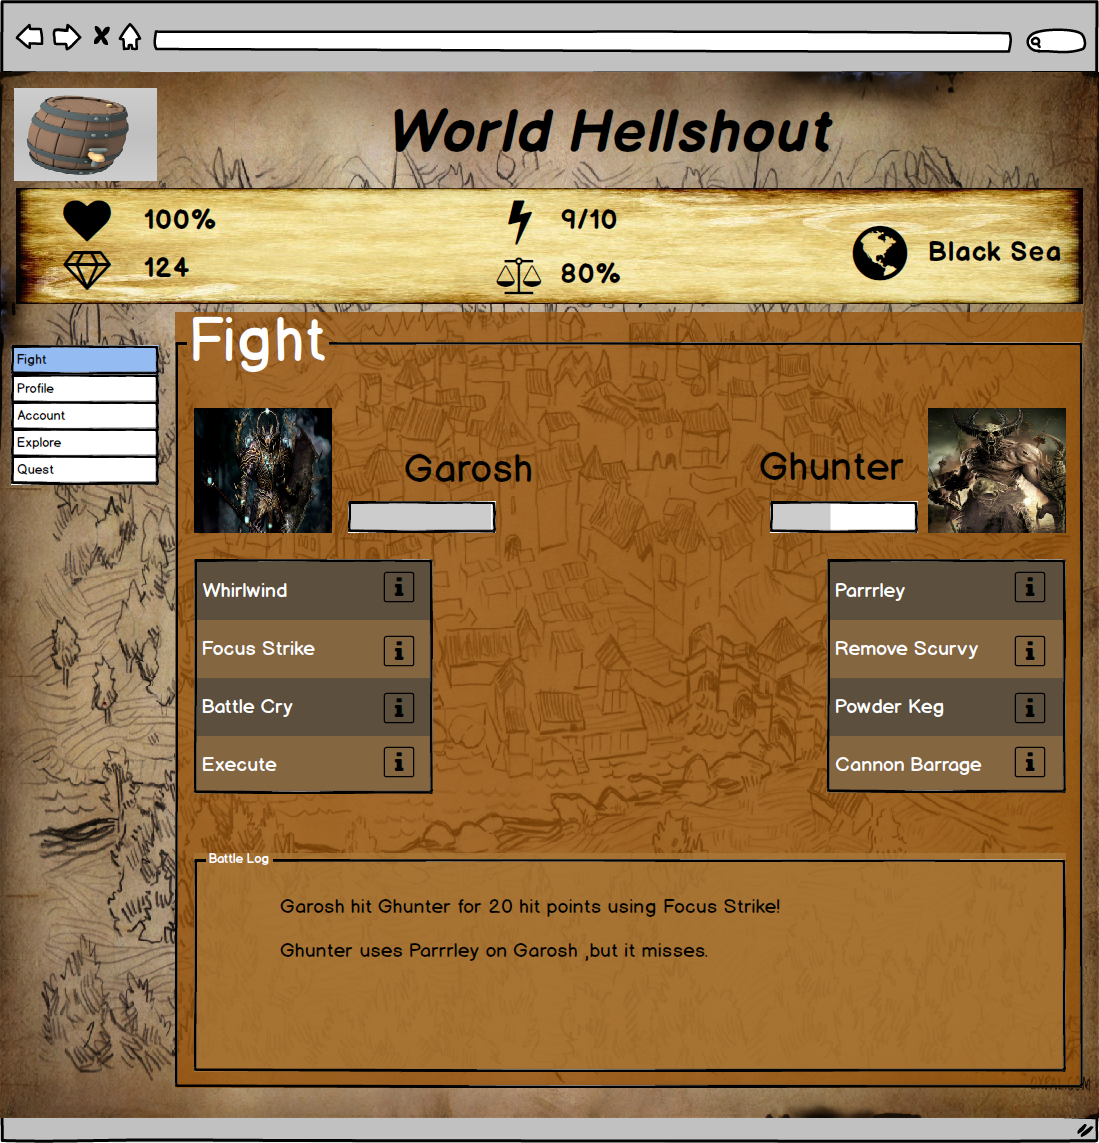 World Hellshout
100%
9/10
124
80%
Black Sea
Fight
Fight
Profile
Account
Explore
Quest
Garosh
Ghunter
Whirlwind
Focus Strike
Battle Cry
Execute
Parrrley
Remove Scurvy
Powder Keg
Cannon Barrage
Battle Log
Garosh hit Ghunter for 20 hit points using Focus Strike!
Ghunter uses Parrrley on Garosh ,but it misses.